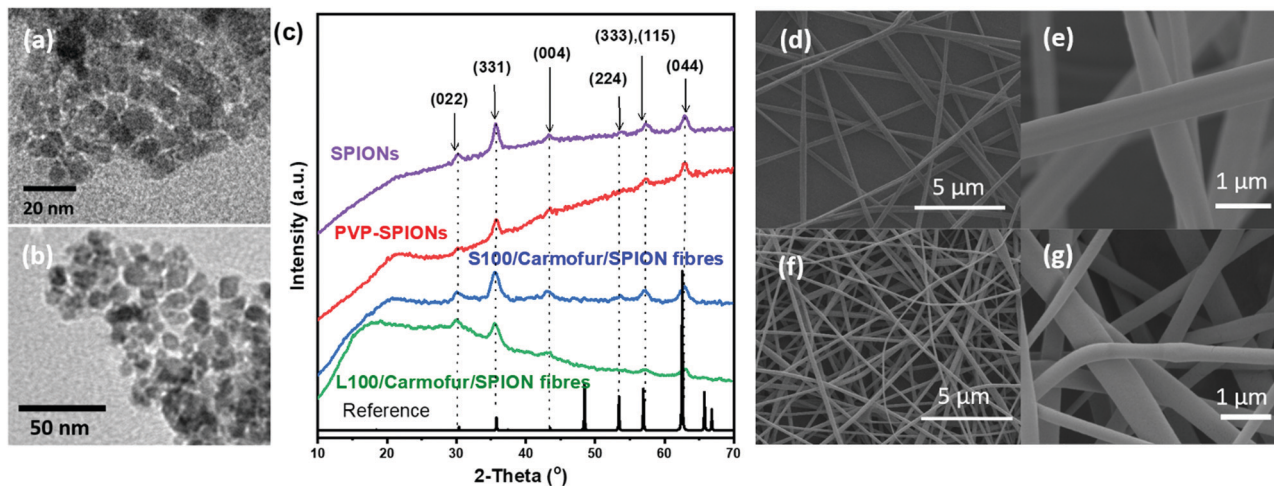 (a)
20 nm
(b)
50 nm
(c)
(022)
(331)
(004)
(224)
(333),(115)
(044)
SPIONs
PVP-SPIONs
S100/Carmofur/SPION fibres
L100/Carmofur/SPION fibres
Reference
Intensity (a.u.)
10 20 30 40 50 60 70
2-Theta (º)
(d)
5 µm
(e)
1 µm
(f)
5 µm
(g)
1 µm